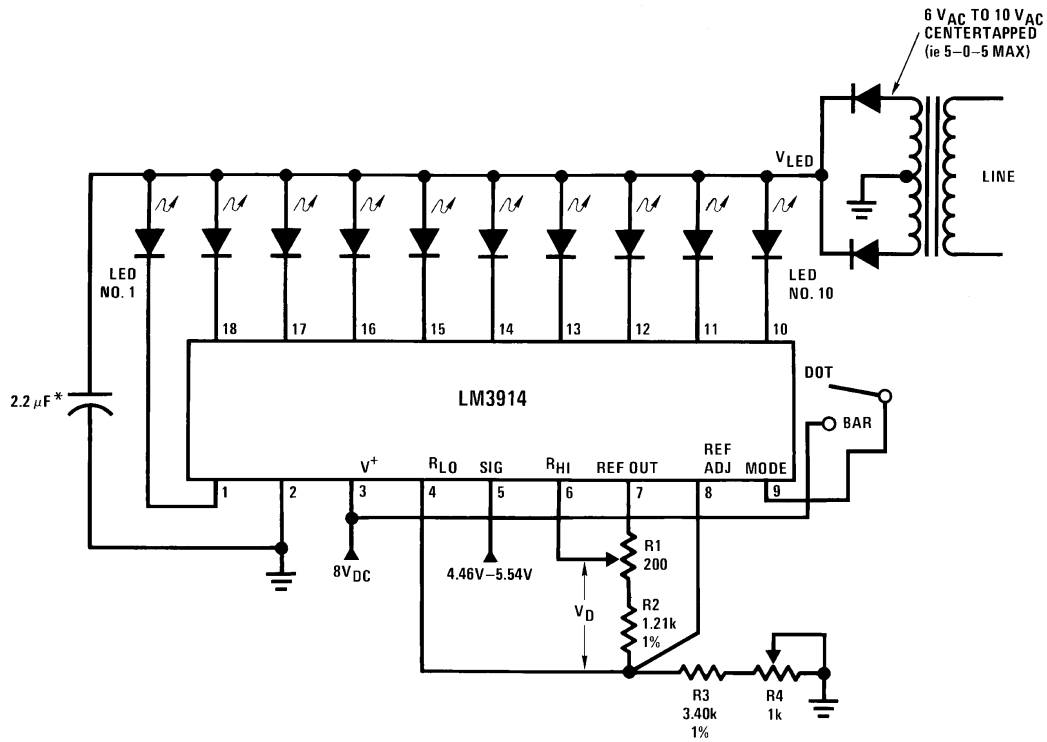 6 VAC TO 10 VAC
CENTERTAPPED
(ie 5–0–5 MAX)
VLED
LINE
LED
NO. 1
LED
NO. 10
18
17
16
15
14
13
12
11
10
2.2 μF*
LM3914
DOT
BAR
V+
RLO
SIG
RHI
REF OUT
REF
ADJ
MODE
1
2
3
4
5
6
7
8
9
8VDC
4.46V–5.54V
R1
200
VD
R2
1.21k
1%
R3
3.40k
1%
R4
1k